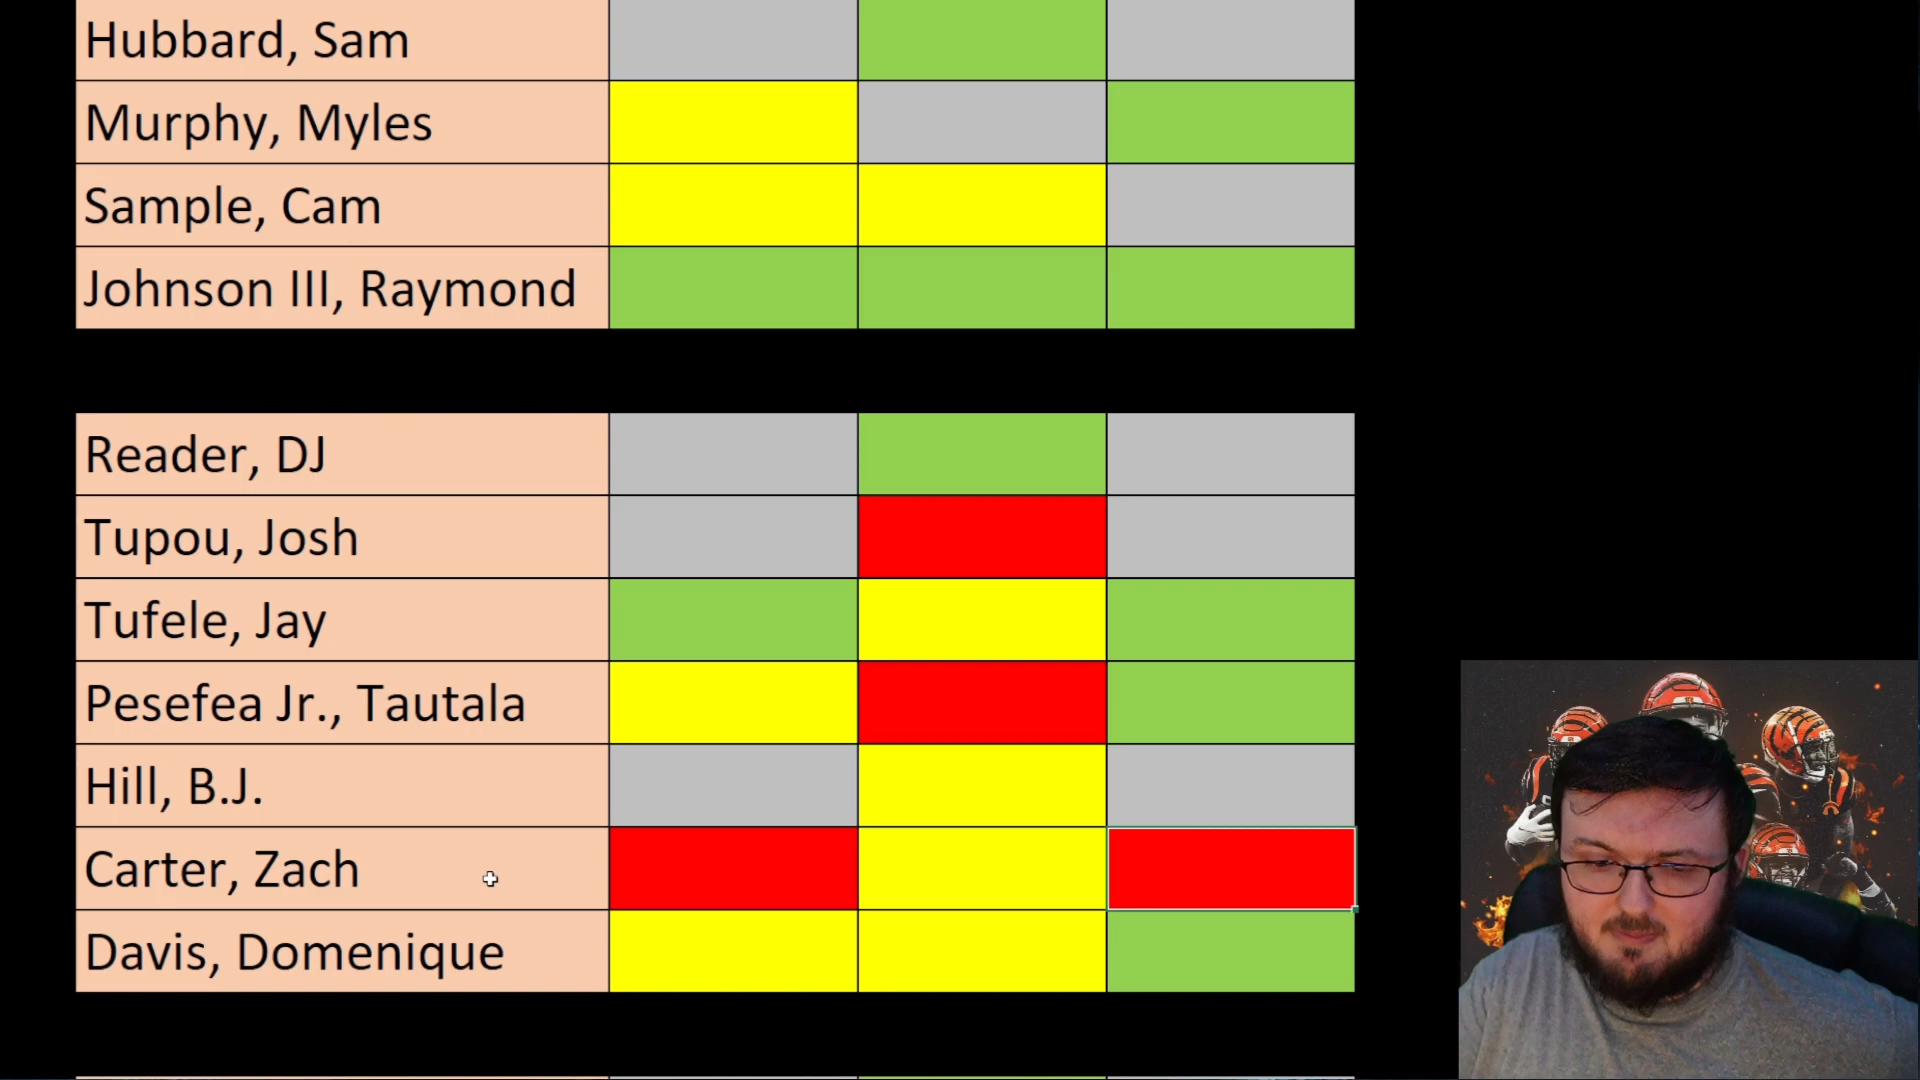 Hubbard, Sam
Murphy, Myles
Sample, Cam
Johnson III, Raymond
Reader, DJ
Tupou, Josh
Tufele, Jay
Pesefea Jr., Tautala
Hill, B.J.
Carter, Zach
Davis, Domenique